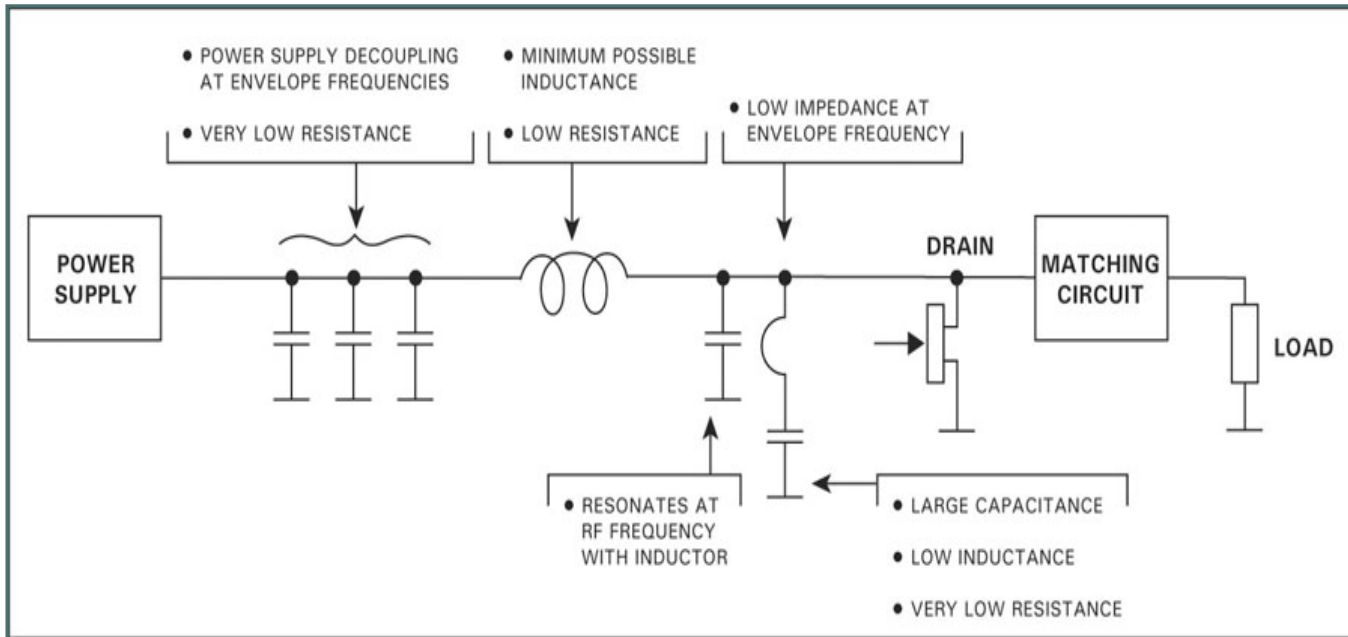 • POWER SUPPLY DECOUPLING
AT ENVELOPE FREQUENCIES
• VERY LOW RESISTANCE
• MINIMUM POSSIBLE
INDUCTANCE
• LOW RESISTANCE
• LOW IMPEDANCE AT
ENVELOPE FREQUENCY
POWER
SUPPLY
DRAIN
MATCHING
CIRCUIT
LOAD
• RESONATES AT
RF FREQUENCY
WITH INDUCTOR
• LARGE CAPACITANCE
• LOW INDUCTANCE
• VERY LOW RESISTANCE